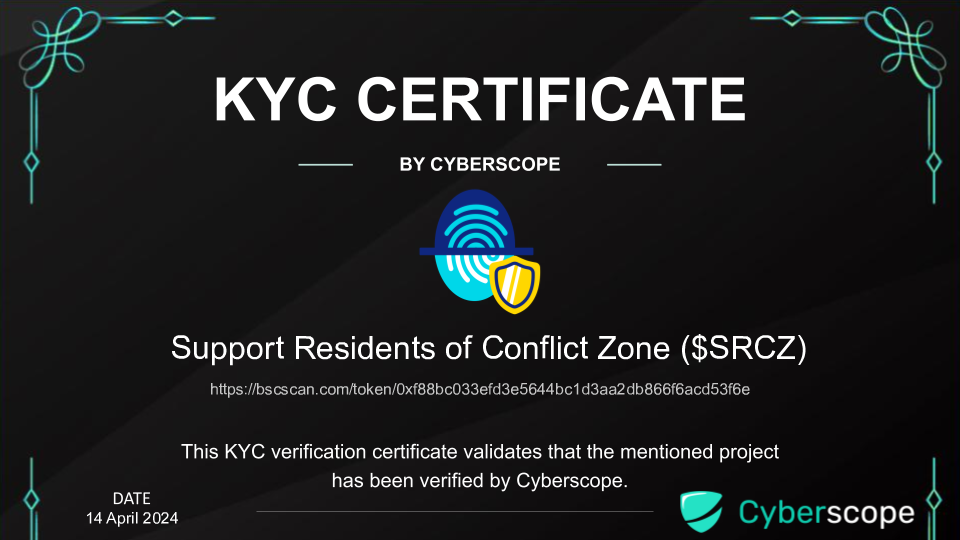 KYC CERTIFICATE
BY CYBERSCOPE
Support Residents of Conflict Zone ($SRCZ)
https://bscscan.com/token/0xf88bc033efd3e5644bc1d3aa2db866f6acd53f6e
This KYC verification certificate validates that the mentioned project
has been verified by Cyberscope.
DATE
14 April 2024
Cyberscope